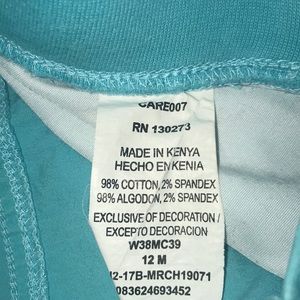 CARE007
RN 130273
MADE IN KENYA
HECHO EN KENIA
98% COTTON, 2% SPANDEX
98% ALGODON, 2% SPANDEX
EXCLUSIVE OF DECORATION /
EXCEPTO DECORACION
W38MC39
12 M
2-17B-MRCH19071
083624693452